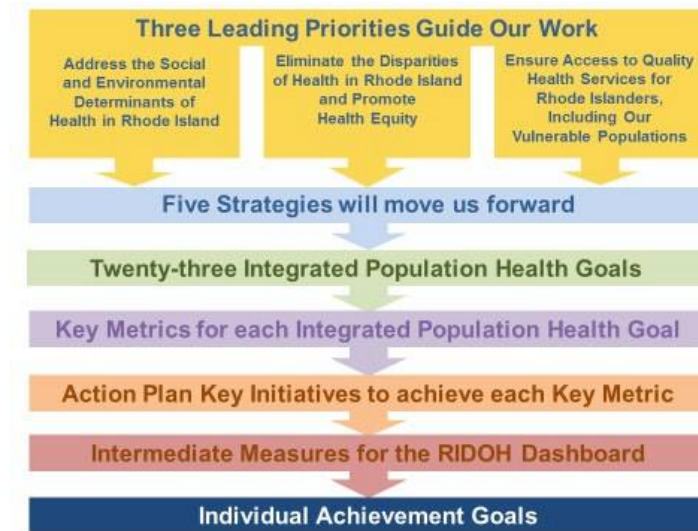 Three Leading Priorities Guide Our Work
Address the Social
and Environmental
Determinants of
Health in Rhode Island
Eliminate the Disparities
of Health in Rhode Island
and Promote
Health Equity
Ensure Access to Quality
Health Services for
Rhode Islanders,
Including Our
Vulnerable Populations
Five Strategies will move us forward
Twenty-three Integrated Population Health Goals
Key Metrics for each Integrated Population Health Goal
Action Plan Key Initiatives to achieve each Key Metric
Intermediate Measures for the RIDOH Dashboard
Individual Achievement Goals